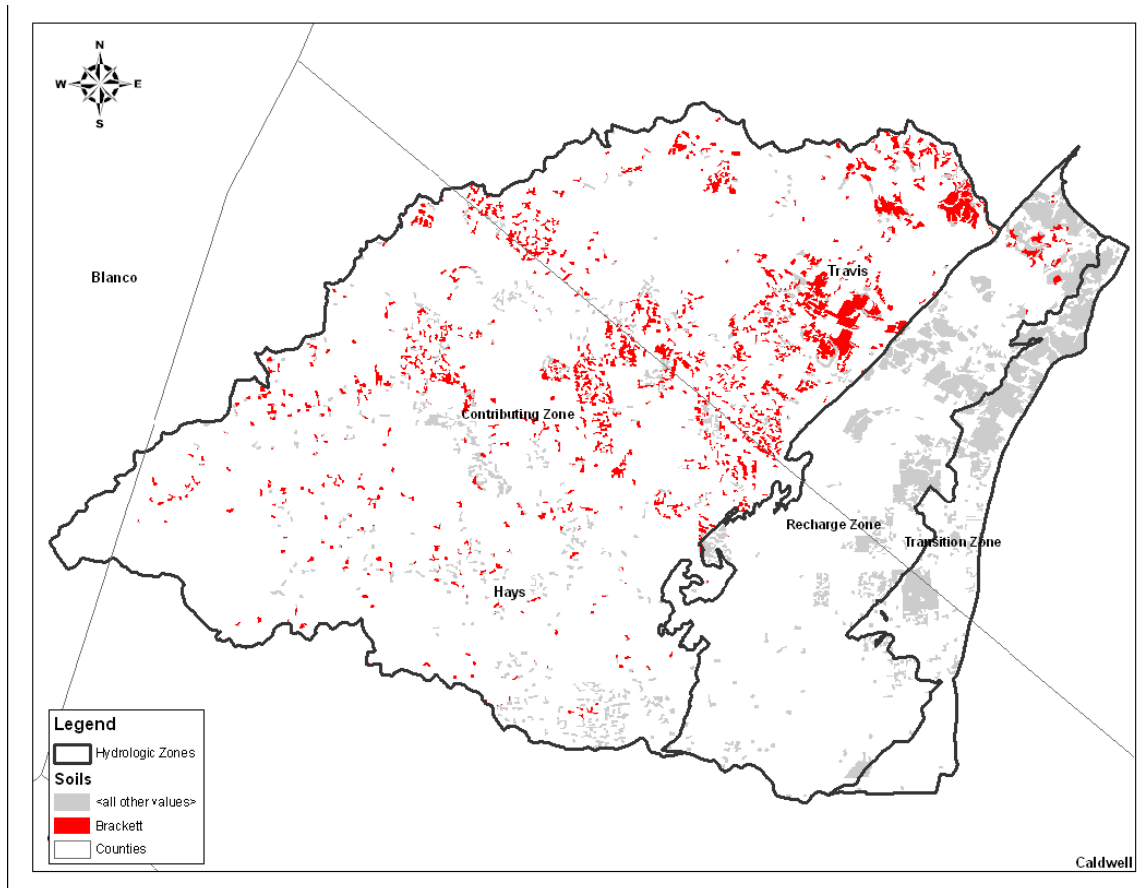 N
W E
S
Blanco
Travis
Contributing Zone
Recharge Zone
Transition Zone
Hays
Legend
Hydrologic Zones
Soils
<all other values>
Brackett
Counties
Caldwell